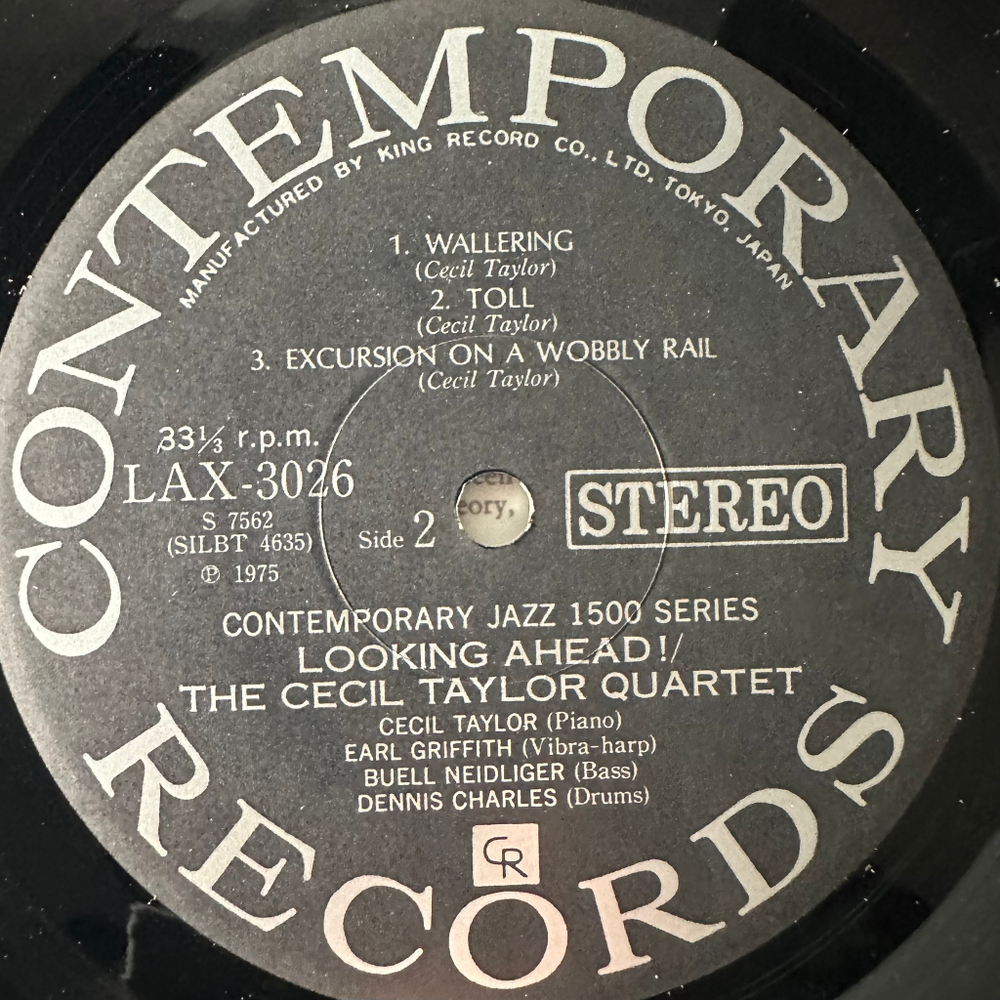 CONTEMPORARY
MANUFACTURED BY KING RECORD CO., LTD. TOKYO, JAPAN
1. WALLERING
(Cecil Taylor)
2. TOLL
(Cecil Taylor)
3. EXCURSION ON A WOBBLY RAIL
(Cecil Taylor)
33⅓ r.p.m.
LAX-3026
S 7562
(SILBT 4635)
Ⓟ 1975
Side 2
eory,
STEREO
CONTEMPORARY JAZZ 1500 SERIES
LOOKING AHEAD!/
THE CECIL TAYLOR QUARTET
CECIL TAYLOR (Piano)
EARL GRIFFITH (Vibra-harp)
BUELL NEIDLIGER (Bass)
DENNIS CHARLES (Drums)
CR
RECORDS